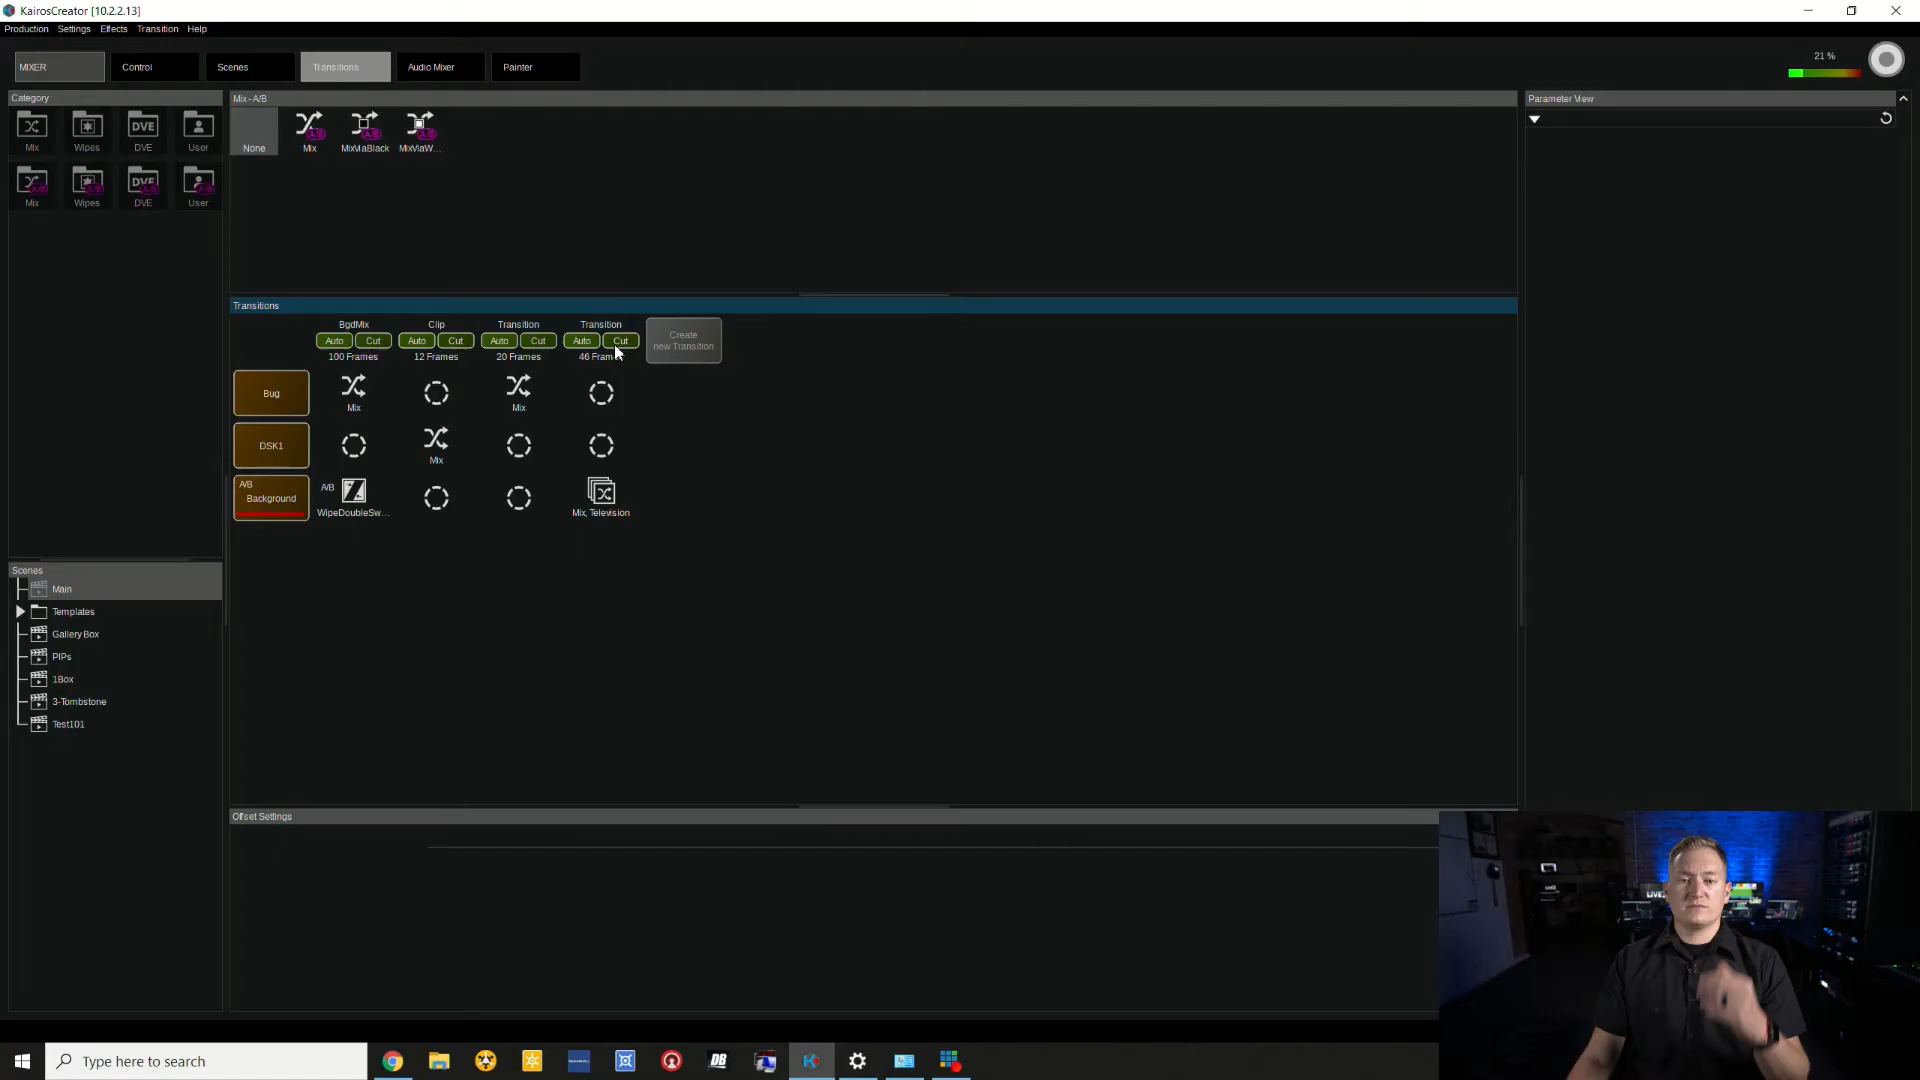 KairosCreator [10.2.2.13]
Production Settings Effects Transition Help
MIXER Control Scenes Transitions Audio Mixer Painter
21 %
Category
Mix Wipes DVE User
Mix Wipes DVE User
Mix - A/B
None Mix MixViaBlack MixViaW...
Parameter View
Transitions
BgdMix Clip Transition Transition
Auto Cut Auto Cut Auto Cut Auto Cut
100 Frames 12 Frames 20 Frames 46
Create
new Transition
Bug Mix Mix
DSK1 Mix
A/B
Background
A/B
WipeDoubleSw...
Mix, Television
Scenes
Main
Templates
Gallery Box
PIPs
1Box
3-Tombstone
Test101
Offset Settings
Type here to search
DB